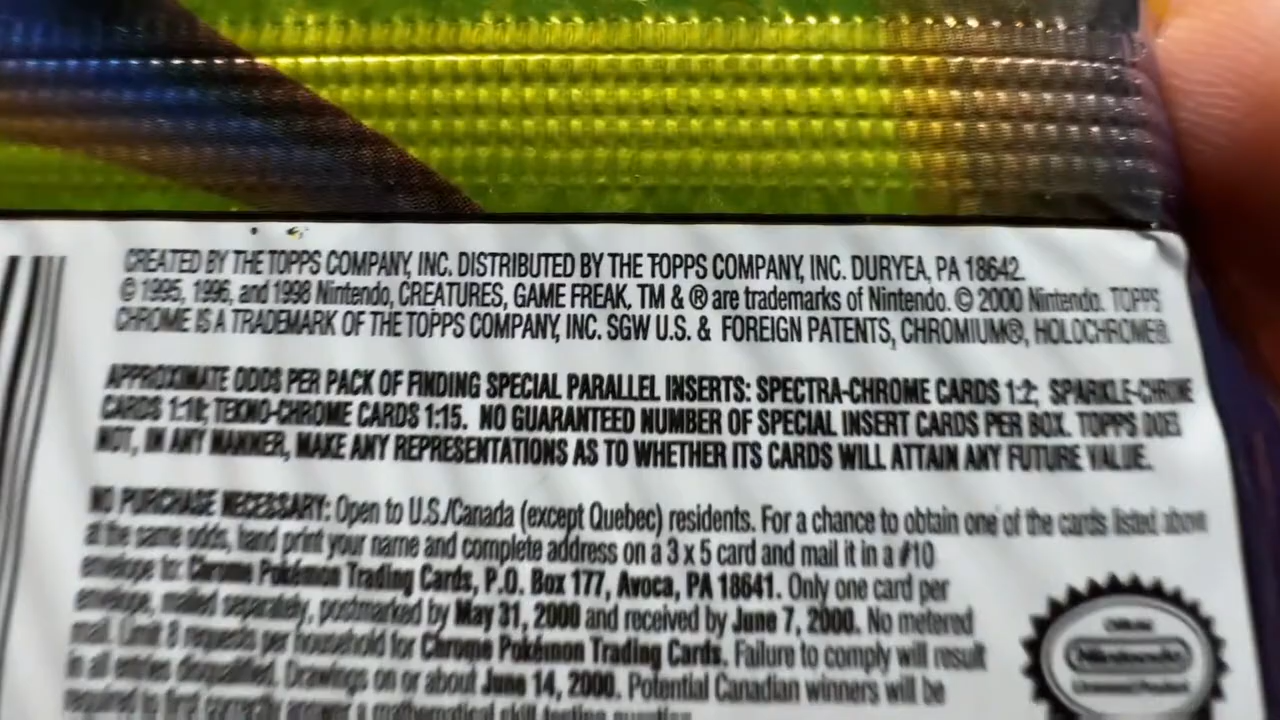 CREATED BY THE TOPPS COMPANY, INC. DISTRIBUTED BY THE TOPPS COMPANY, INC. DURYEA, PA 18642.
© 1995, 1996, and 1998 Nintendo, CREATURES, GAME FREAK. TM & ® are trademarks of Nintendo. © 2000 Nintendo. TOPPS
CHROME IS A TRADEMARK OF THE TOPPS COMPANY, INC. SGW U.S. & FOREIGN PATENTS, CHROMIUM®, HOLOCHROME®
APPROXIMATE ODDS PER PACK OF FINDING SPECIAL PARALLEL INSERTS: SPECTRA-CHROME CARDS 1:2; SPARKLE-CHROME
CARDS TEKNO-CHROME CARDS 1:15. NO GUARANTEED NUMBER OF SPECIAL INSERT CARDS PER BOX. TOPPS DOES
NOT, IN ANY MANNER, MAKE ANY REPRESENTATIONS AS TO WHETHER ITS CARDS WILL ATTAIN ANY FUTURE VALUE.
NO PURCHASE NECESSARY: Open to U.S./Canada (except Quebec) residents. For a chance to obtain one of the cards listed above
at the same odds, hand print your name and complete address on a 3 x 5 card and mail it in a #10
envelope to: Chrome Pokémon Trading Cards, P.O. Box 177, Avoca, PA 18641. Only one card per
envelope, mailed separately, postmarked by May 31, 2000 and received by June 7, 2000. No metered
mail. Limit 8 requests per household for Chrome Pokémon Trading Cards. Failure to comply will result
in all entries disqualified. Drawings on or about June 14, 2000. Potential Canadian winners will be
required to first correctly answer a mathematical skill testing question.
Nintendo